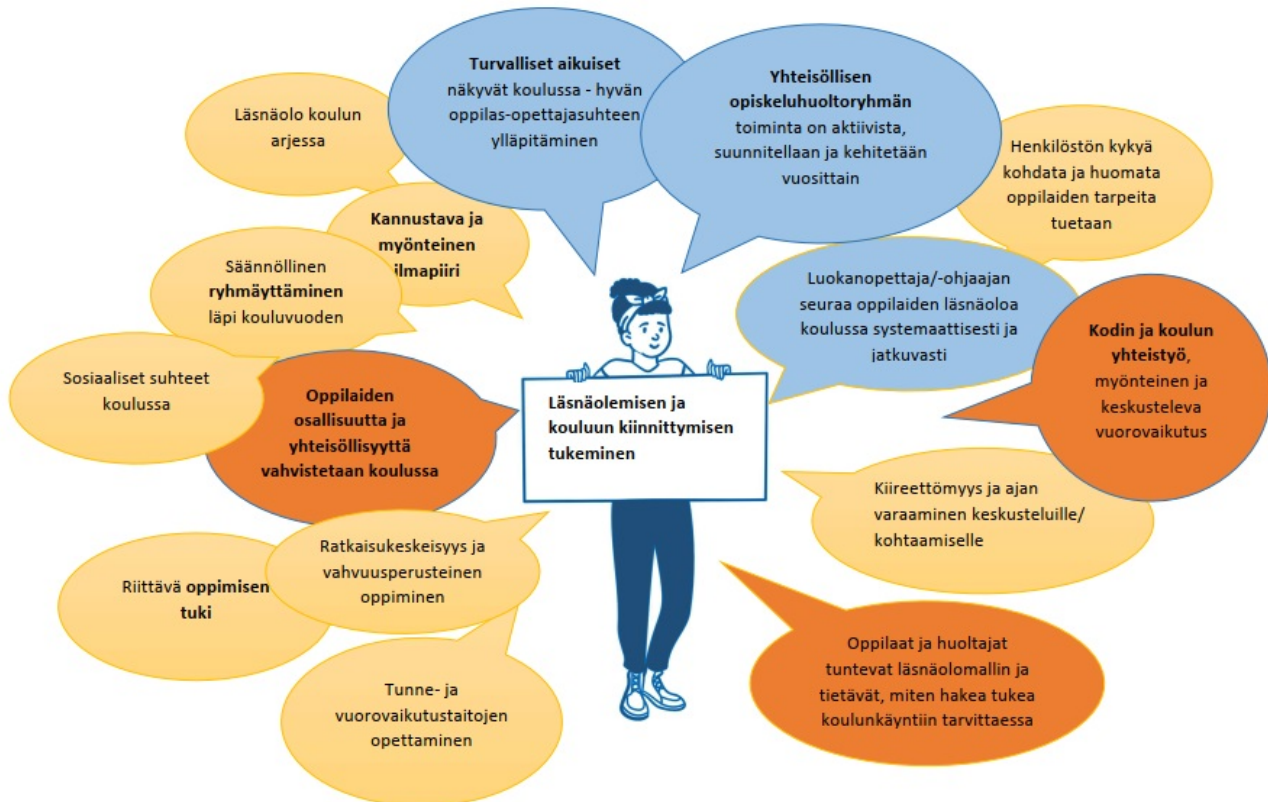 Turvalliset aikuiset
näkyvät koulussa - hyvän
oppilas-opettajasuhteen
ylläpitäminen
Yhteisöllisen
opiskeluhuoltoryhmän
toiminta on aktiivista,
suunnitellaan ja kehitetään
vuosittain
Läsnäolo koulun
arjessa
Henkilöstön kykyä
kohdata ja huomata
oppilaiden tarpeita
tuetaan
Kannustava ja
myönteinen
ilmapiiri
Säännöllinen
ryhmäyttäminen
läpi kouluvuoden
Luokanopettaja/-ohjaajan
seuraa oppilaiden läsnäoloa
koulussa systemaattisesti ja
jatkuvasti
Kodin ja koulun
yhteistyö,
myönteinen ja
keskusteleva
vuorovaikutus
Sosiaaliset suhteet
koulussa
Oppilaiden
osallisuutta ja
yhteisöllisyyttä
vahvistetaan koulussa
Läsnäolemisen ja
kouluun kiinnittymisen
tukeminen
Kiireettömyys ja ajan
varaaminen keskusteluille/
kohtaamiselle
Ratkaisukeskeisyys ja
vahvuusperusteinen
oppiminen
Riittävä oppimisen
tuki
Oppilaat ja huoltajat
tuntevat läsnäolomallin ja
tietävät, miten hakea tukea
koulunkäyntiin tarvittaessa
Tunne- ja
vuorovaikutustaitojen
opettaminen